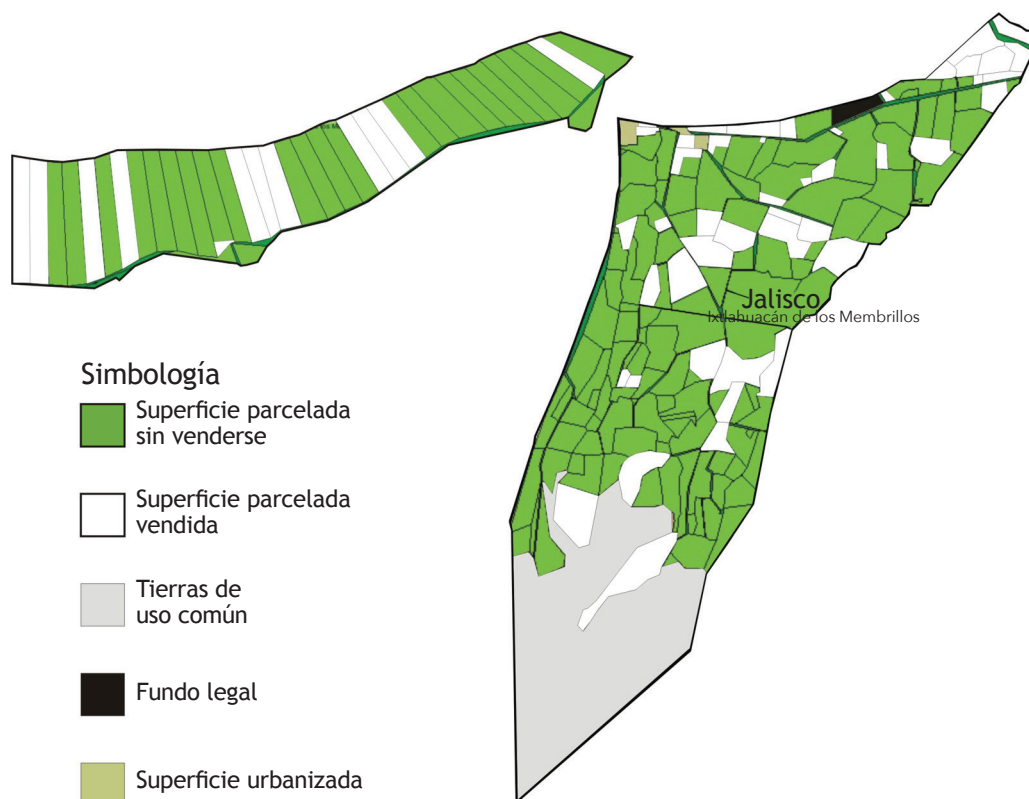 Jalisco
Ixtlahuacán de los Membrillos
Simbología
Superficie parcelada
sin venderse
Superficie parcelada
vendida
Tierras de
uso común
Fundo legal
Superficie urbanizada